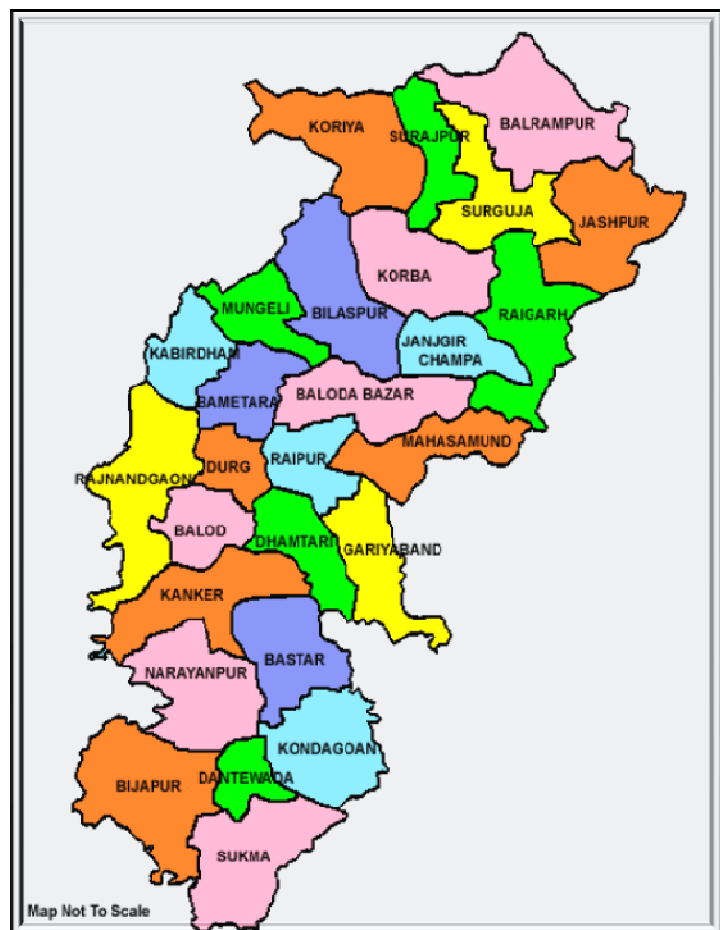 BALRAMPUR
KORIYA
SURAJPUR
SURGUJA
JASHPUR
KORBA
MUNGELI
BILASPUR
RAIGARH
JANJGIR
CHAMPA
KABIRDHAM
BAMETARA
BALODA BAZAR
MAHASAMUND
RAJNANDGAON
DURG
RAIPUR
BALOD
DHAMTARI
GARIYABAND
KANKER
BASTAR
NARAYANPUR
KONDAGOAN
DANTEWADA
BIJAPUR
SUKMA
Map Not To Scale